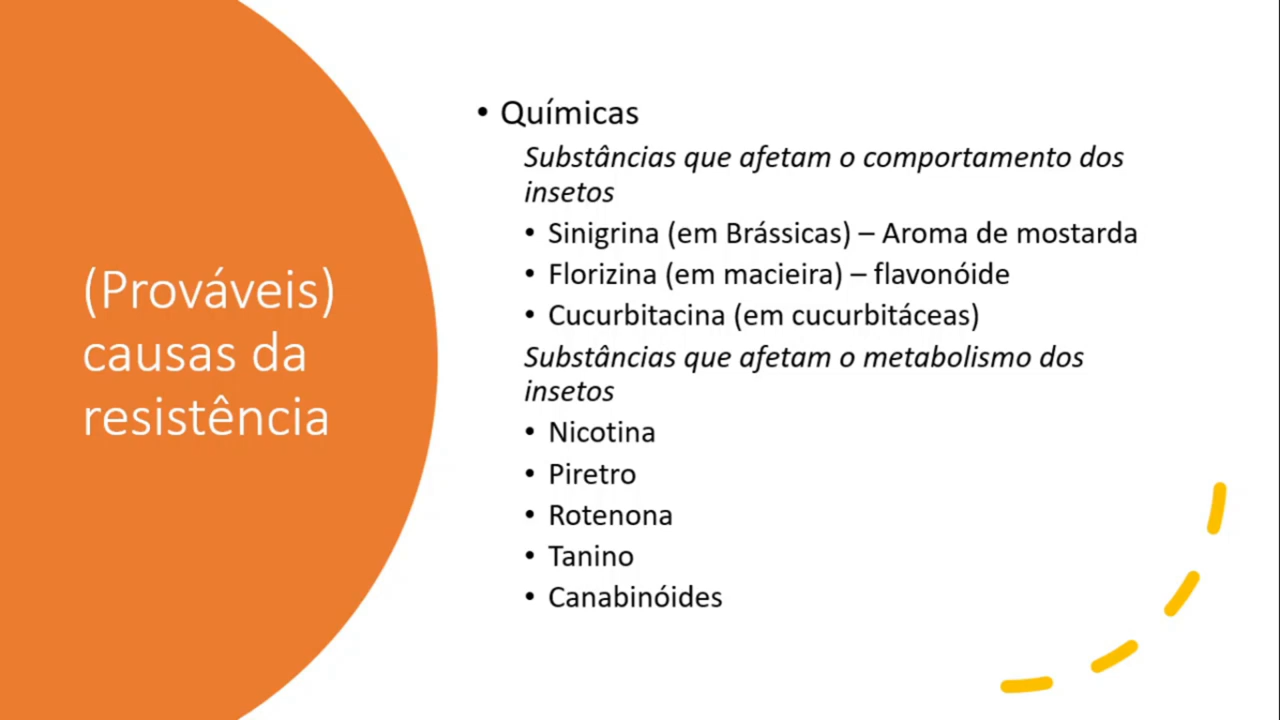 (Prováveis)
causas da
resistência
• Químicas
Substâncias que afetam o comportamento dos
insetos
• Sinigrina (em Brássicas) – Aroma de mostarda
• Florizina (em macieira) – flavonóide
• Cucurbitacina (em cucurbitáceas)
Substâncias que afetam o metabolismo dos
insetos
• Nicotina
• Piretro
• Rotenona
• Tanino
• Canabinóides